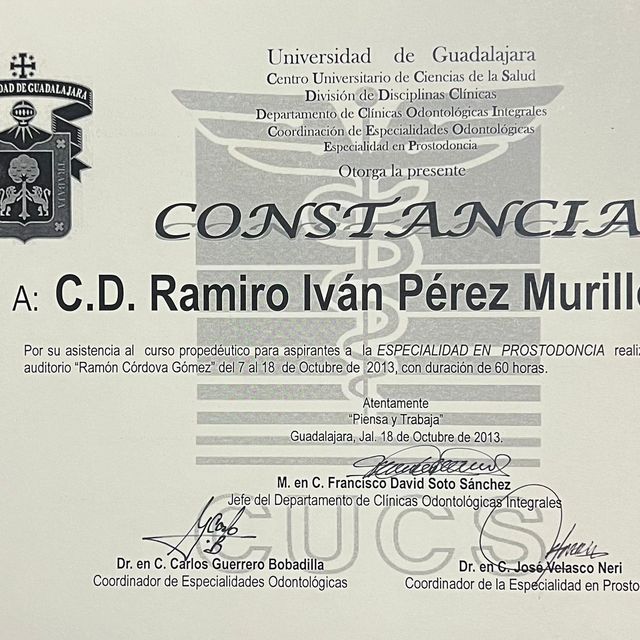 Universidad de Guadalajara
Centro Universitario de Ciencias de la Salud
División de Disciplinas Clínicas
Departamento de Clínicas Odontológicas Integrales
Coordinación de Especialidades Odontológicas
Especialidad en Prostodoncia
Otorga la presente
DAD DE GUADALAJARA
TRABAJA
CONSTANCIA
A: C.D. Ramiro Iván Pérez Murillo
Por su asistencia al curso propedéutico para aspirantes a la ESPECIALIDAD EN PROSTODONCIA realiz
auditorio “Ramón Córdova Gómez” del 7 al 18 de Octubre de 2013, con duración de 60 horas.
Atentamente
“Piensa y Trabaja”
Guadalajara, Jal. 18 de Octubre de 2013.
M. en C. Francisco David Soto Sánchez
Jefe del Departamento de Clínicas Odontológicas Integrales
CUCS
Dr. en C. Carlos Guerrero Bobadilla
Coordinador de Especialidades Odontológicas
Dr. en C. José Velasco Neri
Coordinador de la Especialidad en Prosto